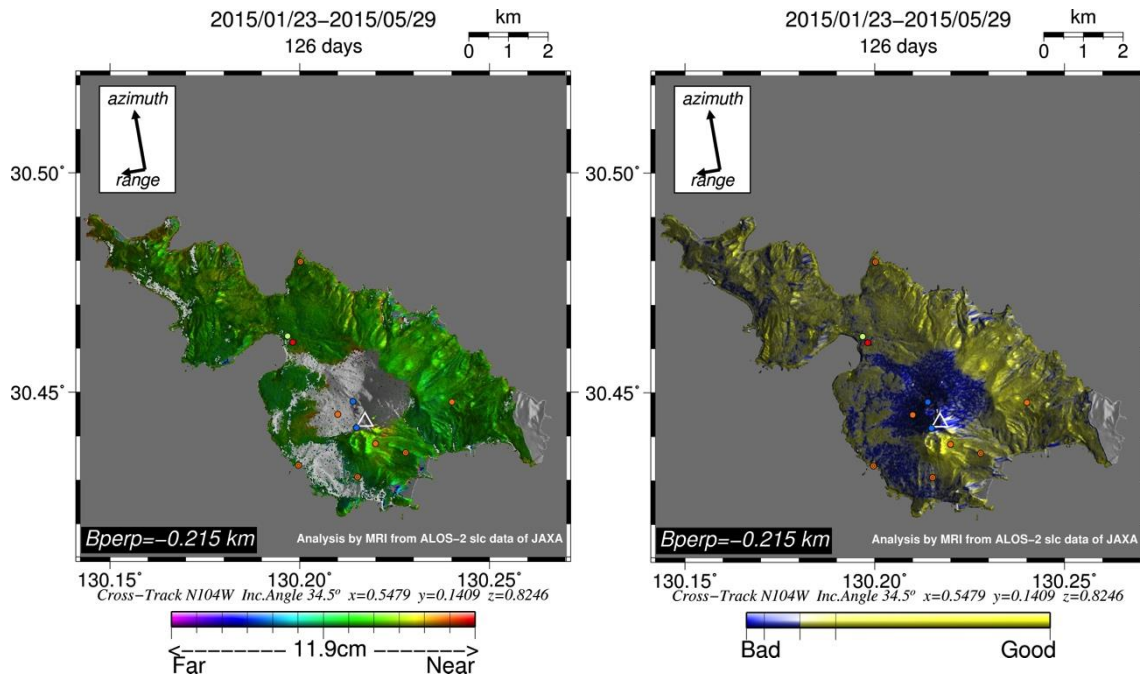 2015/01/23−2015/05/29
126 days
km
0 1 2
azimuth
range
30.50˚
30.45˚
Bperp=−0.215 km
Analysis by MRI from ALOS−2 slc data of JAXA
130.15˚ 130.20˚ 130.25˚
Cross−Track N104W Inc.Angle 34.5° x=0.5479 y=0.1409 z=0.8246
<−−−−−−−− 11.9cm −−−−−−−−>
Far Near
2015/01/23−2015/05/29
126 days
km
0 1 2
azimuth
range
30.50˚
30.45˚
Bperp=−0.215 km
Analysis by MRI from ALOS−2 slc data of JAXA
130.15˚ 130.20˚ 130.25˚
Cross−Track N104W Inc.Angle 34.5° x=0.5479 y=0.1409 z=0.8246
Bad Good